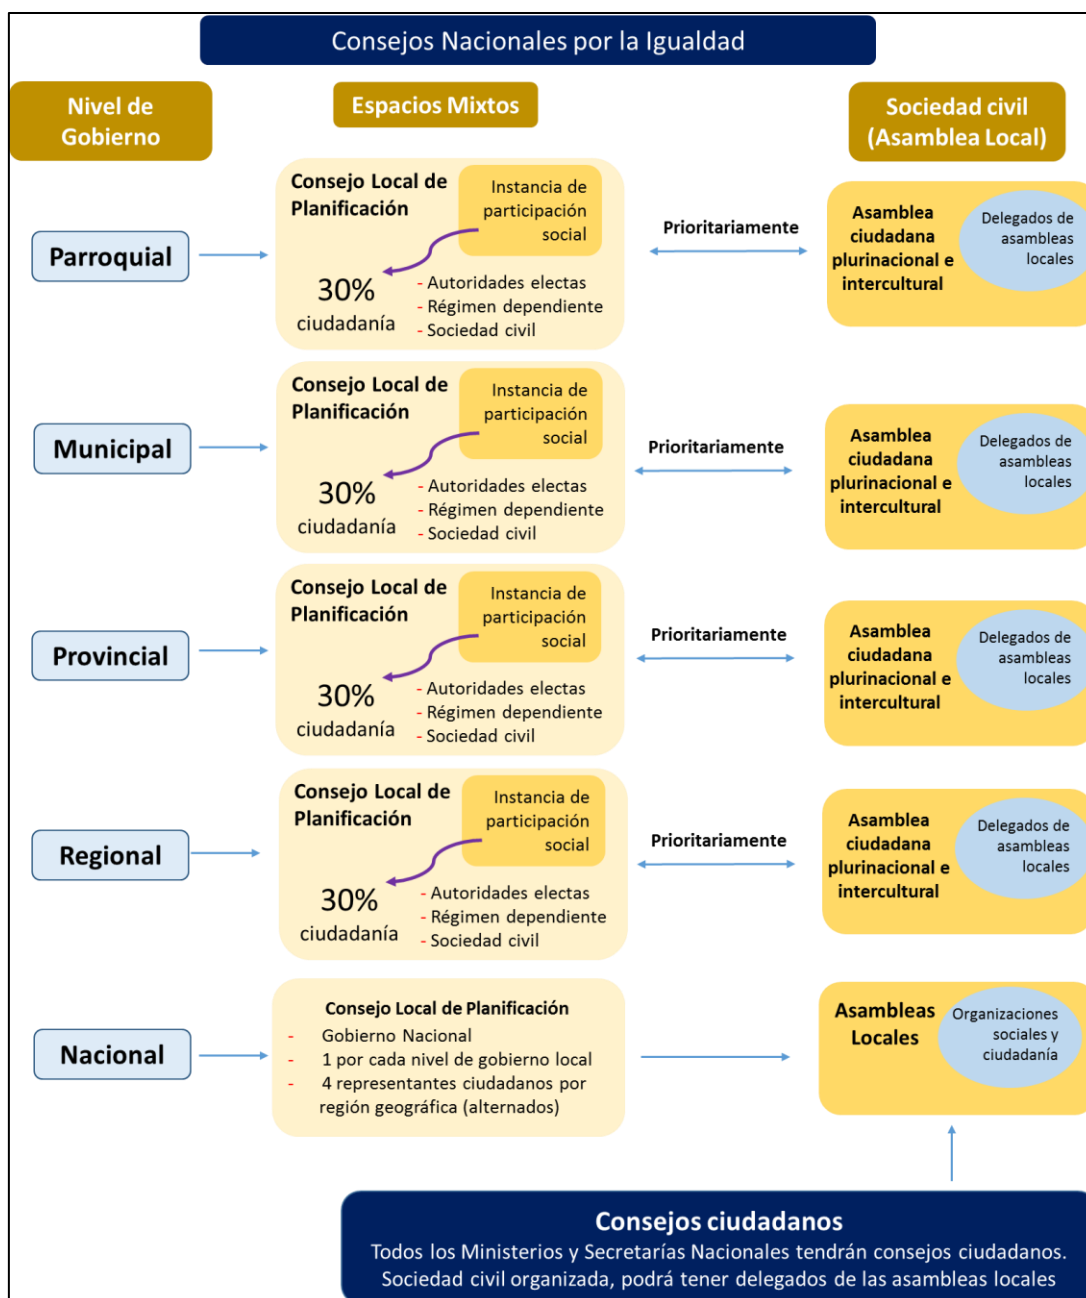 Consejos Nacionales por la Igualdad
Nivel de
Gobierno
Espacios Mixtos
Sociedad civil
(Asamblea Local)
Parroquial
Consejo Local de
Planificación
Instancia de
participación
social
30%
ciudadanía
- Autoridades electas
- Régimen dependiente
- Sociedad civil
Prioritariamente
Asamblea
ciudadana
plurinacional e
intercultural
Delegados de
asambleas
locales
Municipal
Consejo Local de
Planificación
Instancia de
participación
social
30%
ciudadanía
- Autoridades electas
- Régimen dependiente
- Sociedad civil
Prioritariamente
Asamblea
ciudadana
plurinacional e
intercultural
Delegados de
asambleas
locales
Provincial
Consejo Local de
Planificación
Instancia de
participación
social
30%
ciudadanía
- Autoridades electas
- Régimen dependiente
- Sociedad civil
Prioritariamente
Asamblea
ciudadana
plurinacional e
intercultural
Delegados de
asambleas
locales
Regional
Consejo Local de
Planificación
Instancia de
participación
social
30%
ciudadanía
- Autoridades electas
- Régimen dependiente
- Sociedad civil
Prioritariamente
Asamblea
ciudadana
plurinacional e
intercultural
Delegados de
asambleas
locales
Nacional
Consejo Local de Planificación
- Gobierno Nacional
- 1 por cada nivel de gobierno local
- 4 representantes ciudadanos por
región geográfica (alternados)
Asambleas
Locales
Organizaciones
sociales y
ciudadanía
Consejos ciudadanos
Todos los Ministerios y Secretarías Nacionales tendrán consejos ciudadanos.
Sociedad civil organizada, podrá tener delegados de las asambleas locales